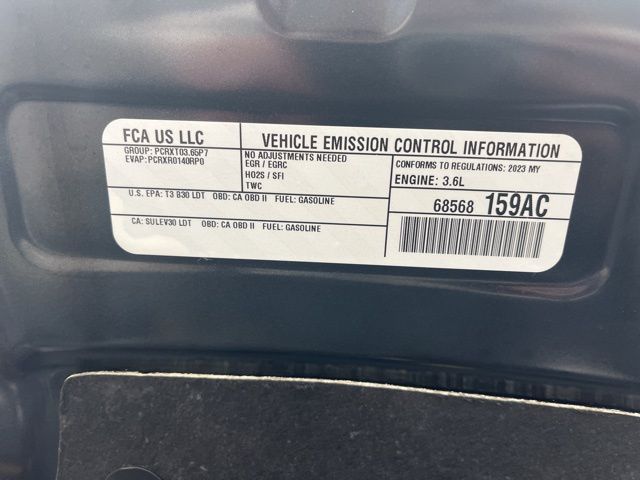 FCA US LLC
GROUP: PCRXT03.65P7
EVAP: PCRXR0140RP0
VEHICLE EMISSION CONTROL INFORMATION
NO ADJUSTMENTS NEEDED
EGR / EGRC
HO2S / SFI
TWC
CONFORMS TO REGULATIONS: 2023 MY
ENGINE: 3.6L
U.S. EPA: T3 B30 LDT OBD: CA OBD II FUEL: GASOLINE
68568 159AC
CA: SULEV30 LDT OBD: CA OBD II FUEL: GASOLINE